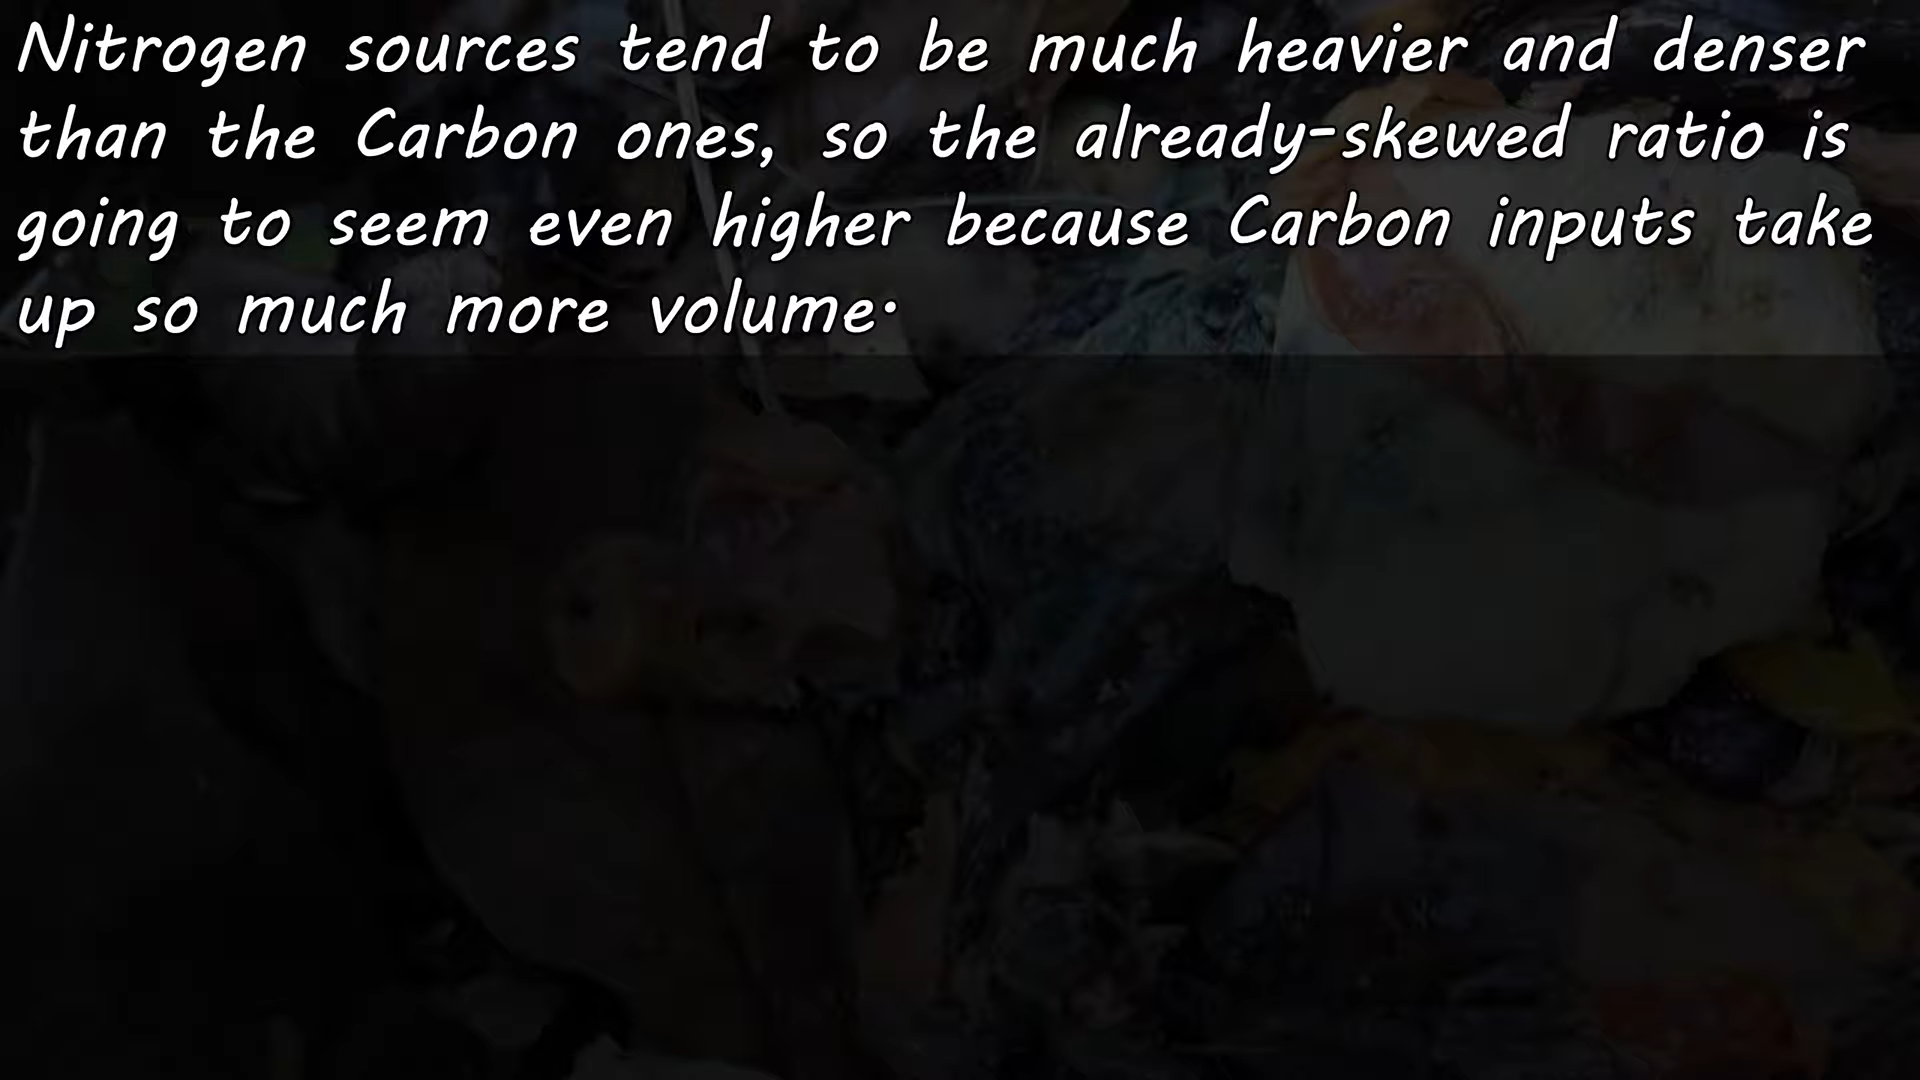 Nitrogen sources tend to be much heavier and denser
than the Carbon ones, so the already-skewed ratio is
going to seem even higher because Carbon inputs take
up so much more volume.